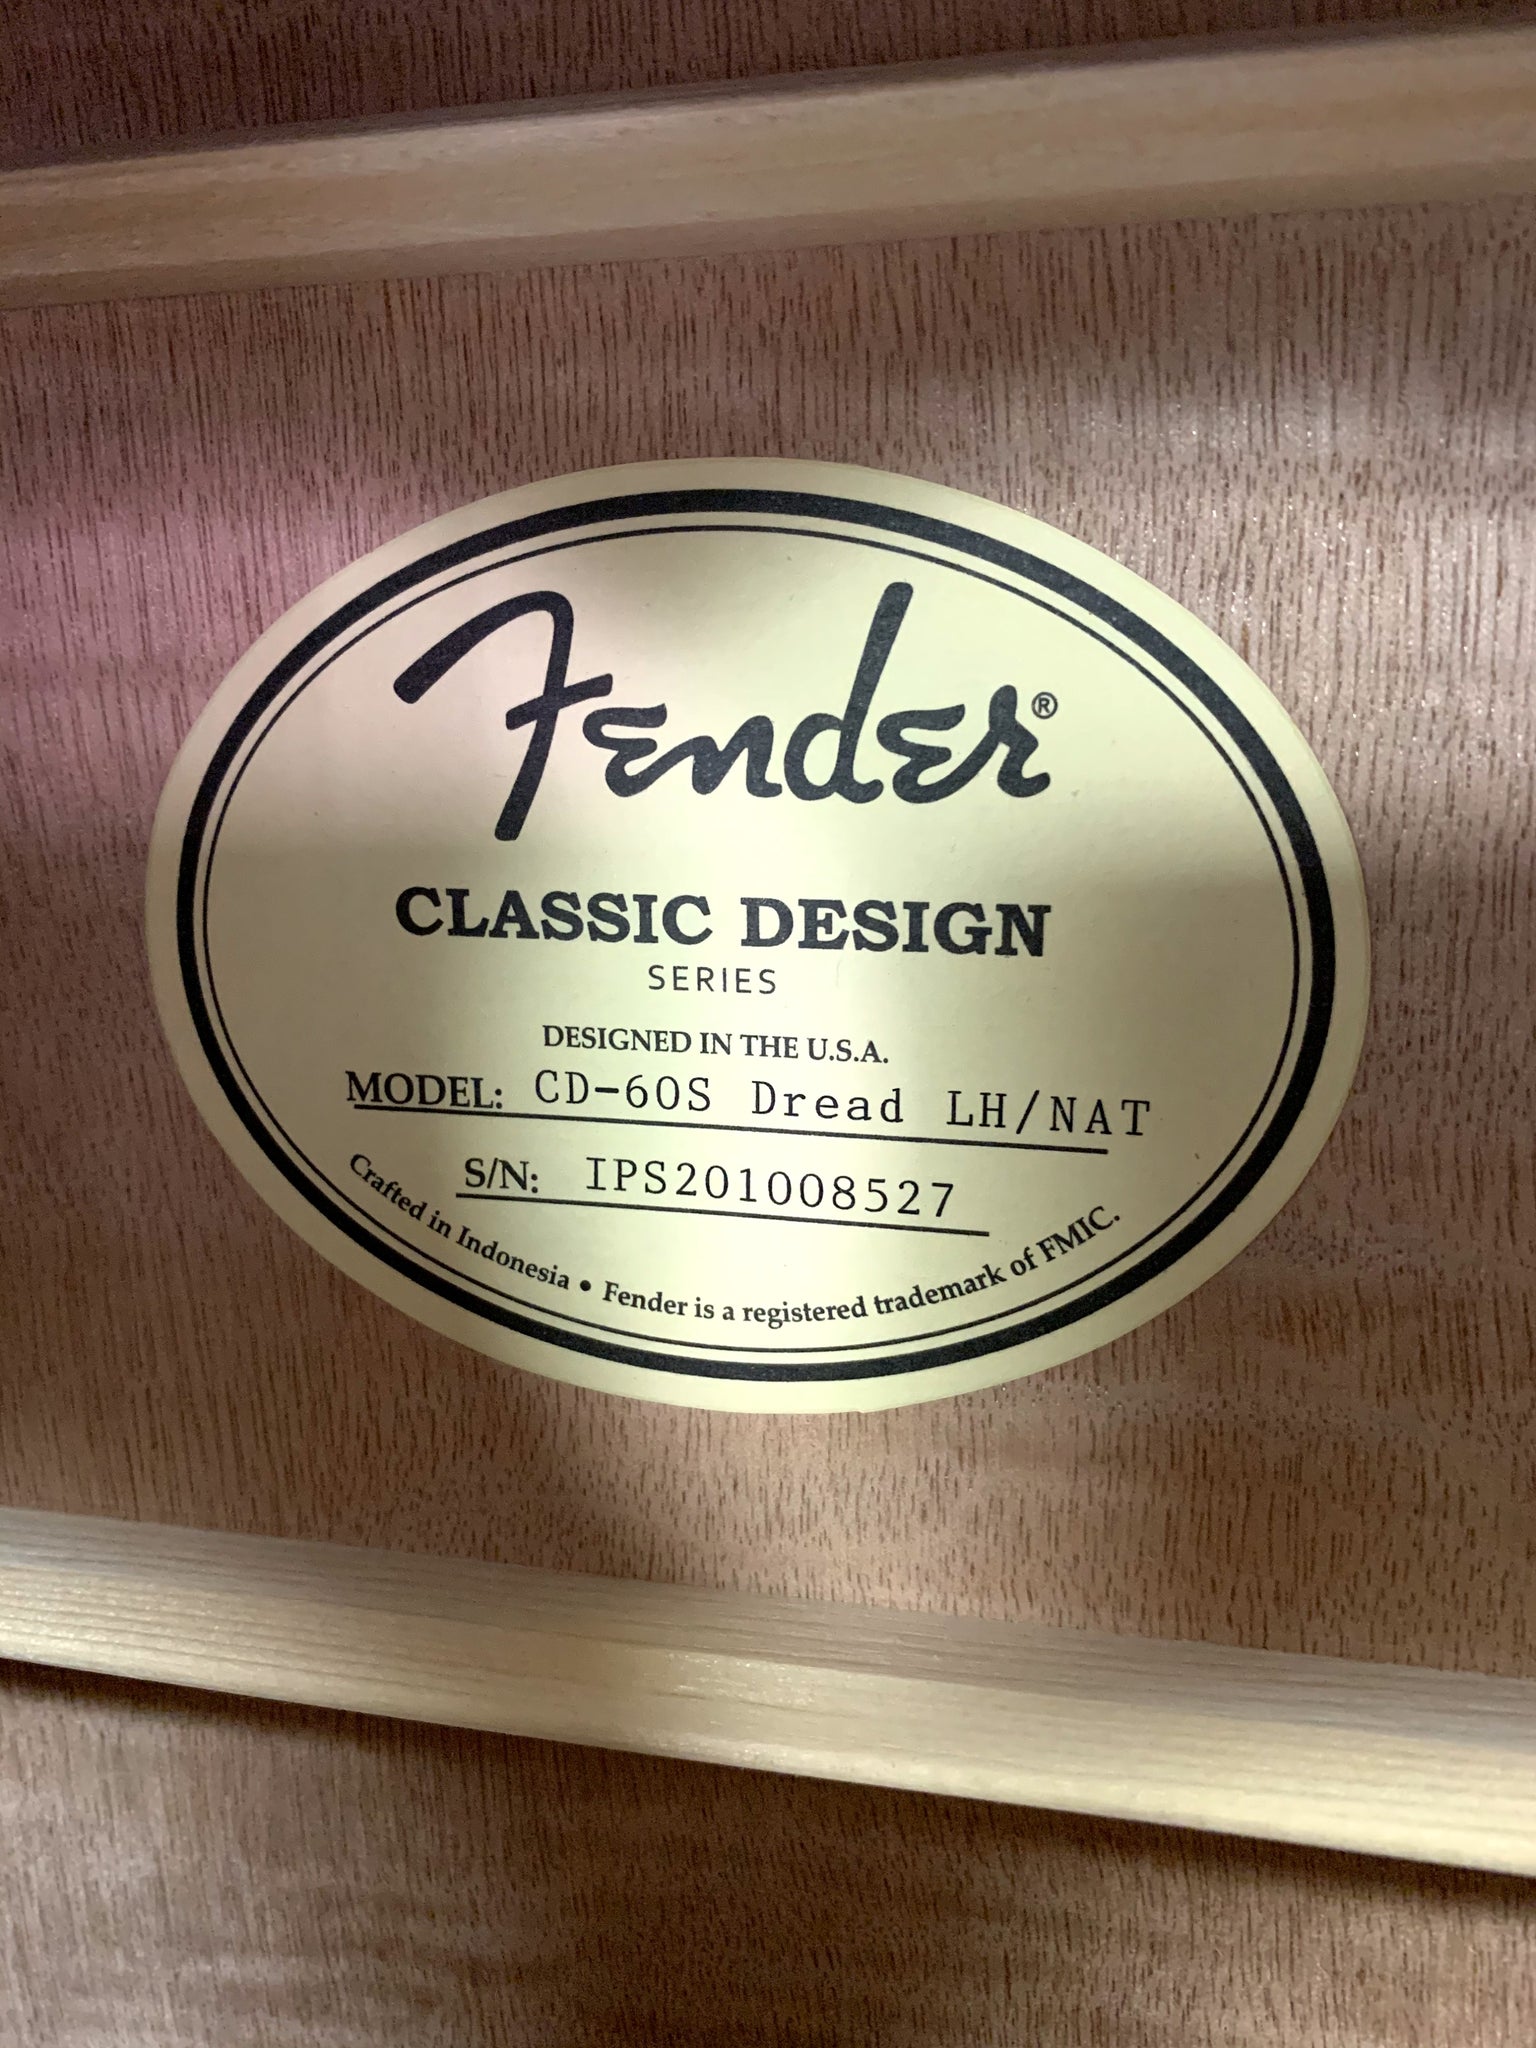 Fender®
CLASSIC DESIGN
SERIES
DESIGNED IN THE U.S.A.
MODEL: CD-60S Dread LH/NAT
S/N: IPS201008527
Crafted in Indonesia • Fender is a registered trademark of FMIC.